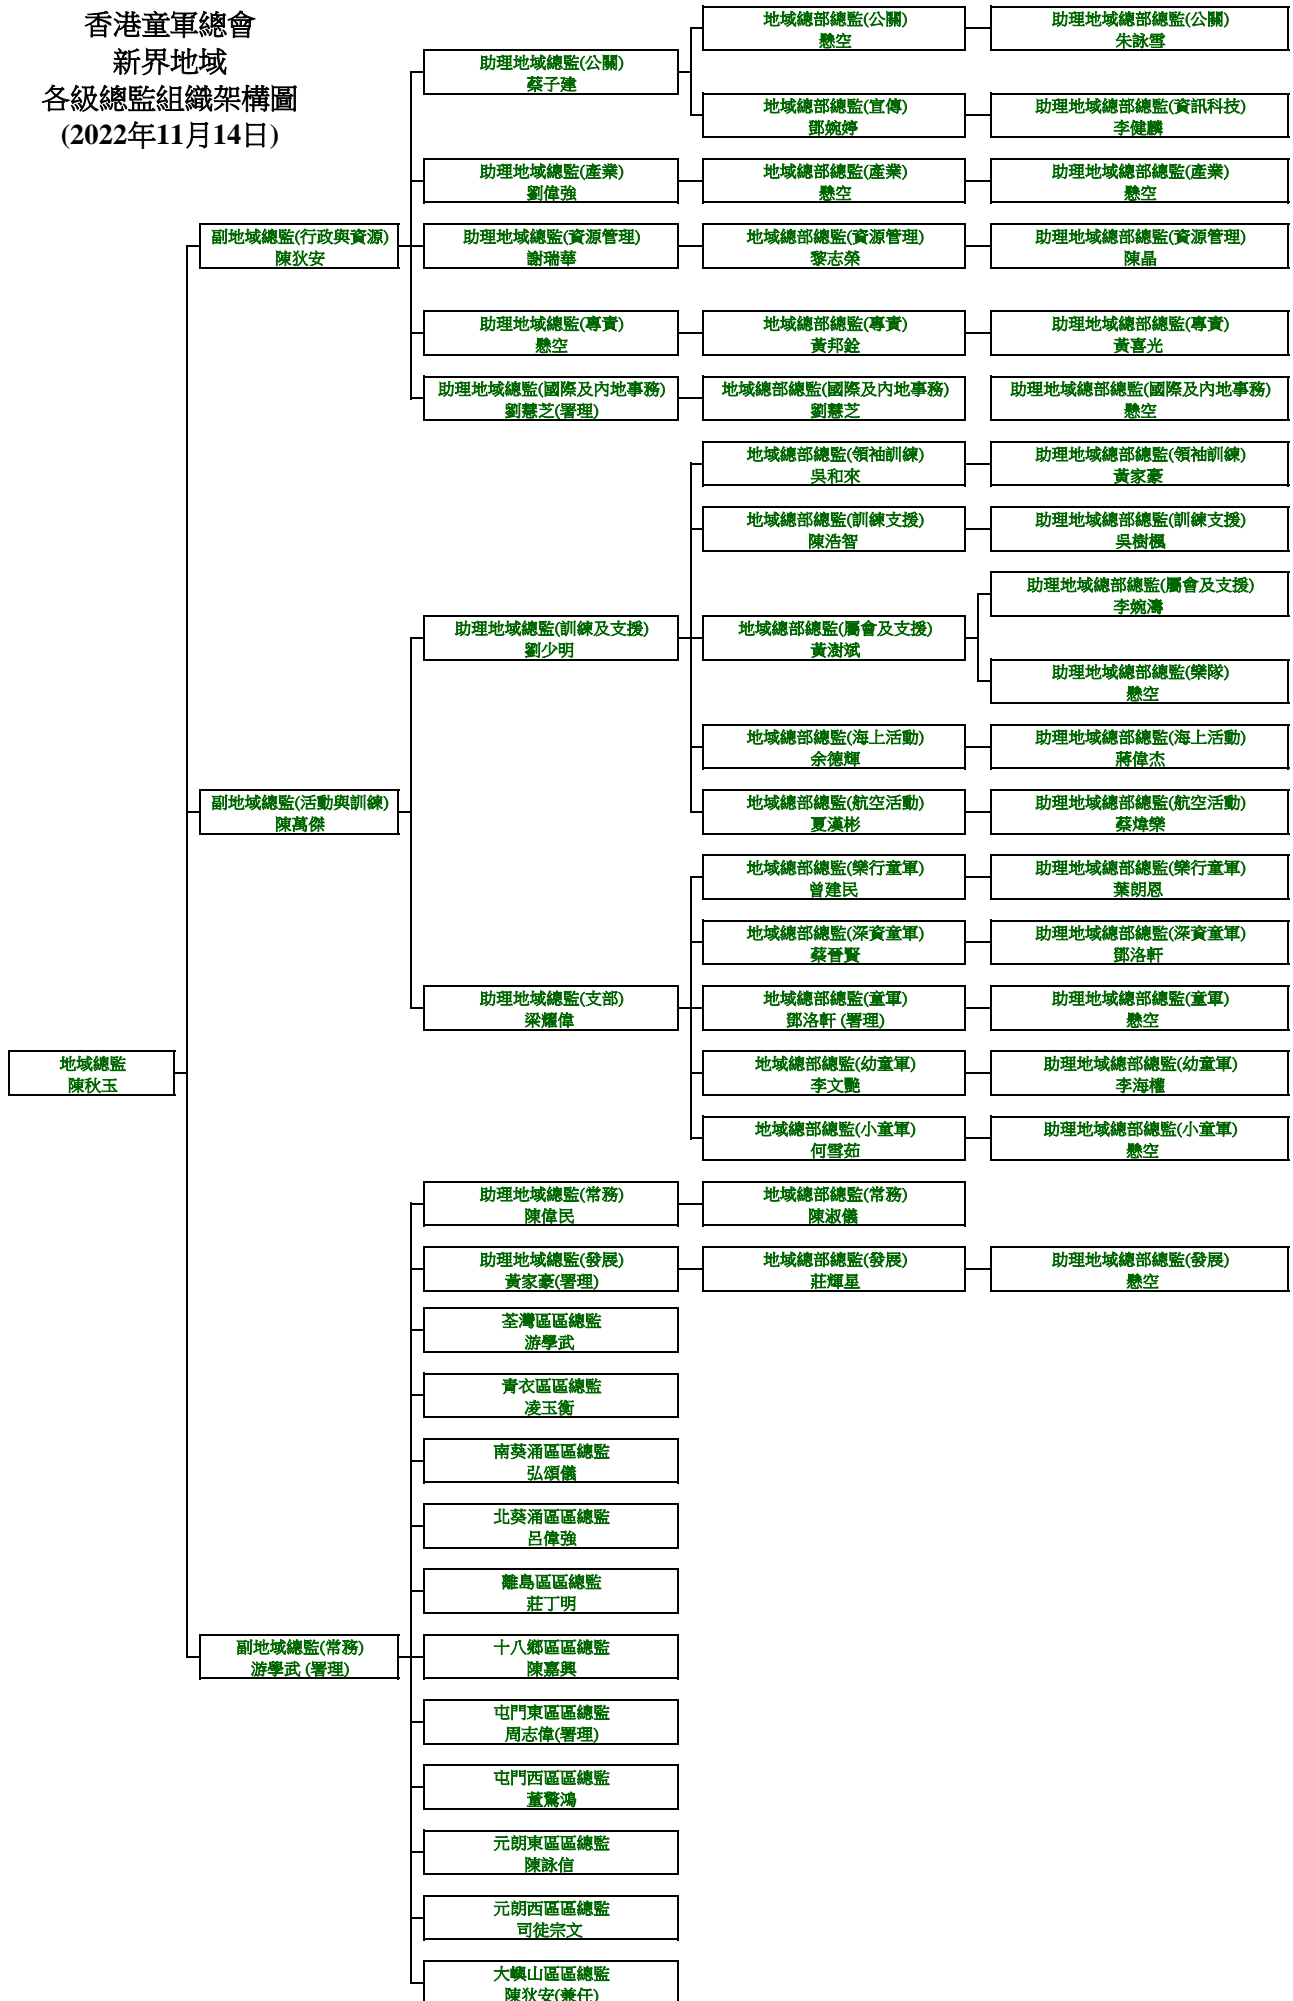 香港童軍總會
新界地域
各級總監組織架構圖
(2022年11月14日)
地域總部總監(公關)
懸空
助理地域總部總監(公關)
朱詠雪
助理地域總監(公關)
蔡子建
地域總部總監(宣傳)
鄧婉婷
助理地域總部總監(資訊科技)
李健麟
助理地域總監(產業)
劉偉強
地域總部總監(產業)
懸空
助理地域總部總監(產業)
懸空
副地域總監(行政與資源)
陳狄安
助理地域總監(資源管理)
謝瑞華
地域總部總監(資源管理)
黎志榮
助理地域總部總監(資源管理)
陳晶
助理地域總監(專責)
懸空
地域總部總監(專責)
黃邦銓
助理地域總部總監(專責)
黃喜光
助理地域總監(國際及內地事務)
劉慧芝(署理)
地域總部總監(國際及內地事務)
劉慧芝
助理地域總部總監(國際及內地事務)
懸空
地域總部總監(領袖訓練)
吳和來
助理地域總部總監(領袖訓練)
黃家豪
地域總部總監(訓練支援)
陳浩智
助理地域總部總監(訓練支援)
吳樹楓
助理地域總部總監(屬會及支援)
李婉濤
助理地域總監(訓練及支援)
劉少明
地域總部總監(屬會及支援)
黃澍斌
助理地域總部總監(樂隊)
懸空
地域總部總監(海上活動)
余德輝
助理地域總部總監(海上活動)
蔣偉杰
副地域總監(活動與訓練)
陳萬傑
地域總部總監(航空活動)
夏漢彬
助理地域總部總監(航空活動)
蔡煒樂
地域總部總監(樂行童軍)
曾建民
助理地域總部總監(樂行童軍)
葉朗恩
地域總部總監(深資童軍)
蔡晉賢
助理地域總部總監(深資童軍)
鄧洛軒
助理地域總監(支部)
梁耀偉
地域總部總監(童軍)
鄧洛軒 (署理)
助理地域總部總監(童軍)
懸空
地域總監
陳秋玉
地域總部總監(幼童軍)
李文艷
助理地域總部總監(幼童軍)
李海權
地域總部總監(小童軍)
何雪茹
助理地域總部總監(小童軍)
懸空
助理地域總監(常務)
陳偉民
地域總部總監(常務)
陳淑儀
助理地域總監(發展)
黃家豪(署理)
地域總部總監(發展)
莊輝星
助理地域總部總監(發展)
懸空
荃灣區區總監
游學武
青衣區區總監
凌玉衡
南葵涌區區總監
弘頌儀
北葵涌區區總監
呂偉強
離島區區總監
莊丁明
副地域總監(常務)
游學武 (署理)
十八鄉區區總監
陳嘉興
屯門東區區總監
周志偉(署理)
屯門西區區總監
董驚鴻
元朗東區區總監
陳詠信
元朗西區區總監
司徒宗文
大嶼山區區總監
陳狄安(兼任)